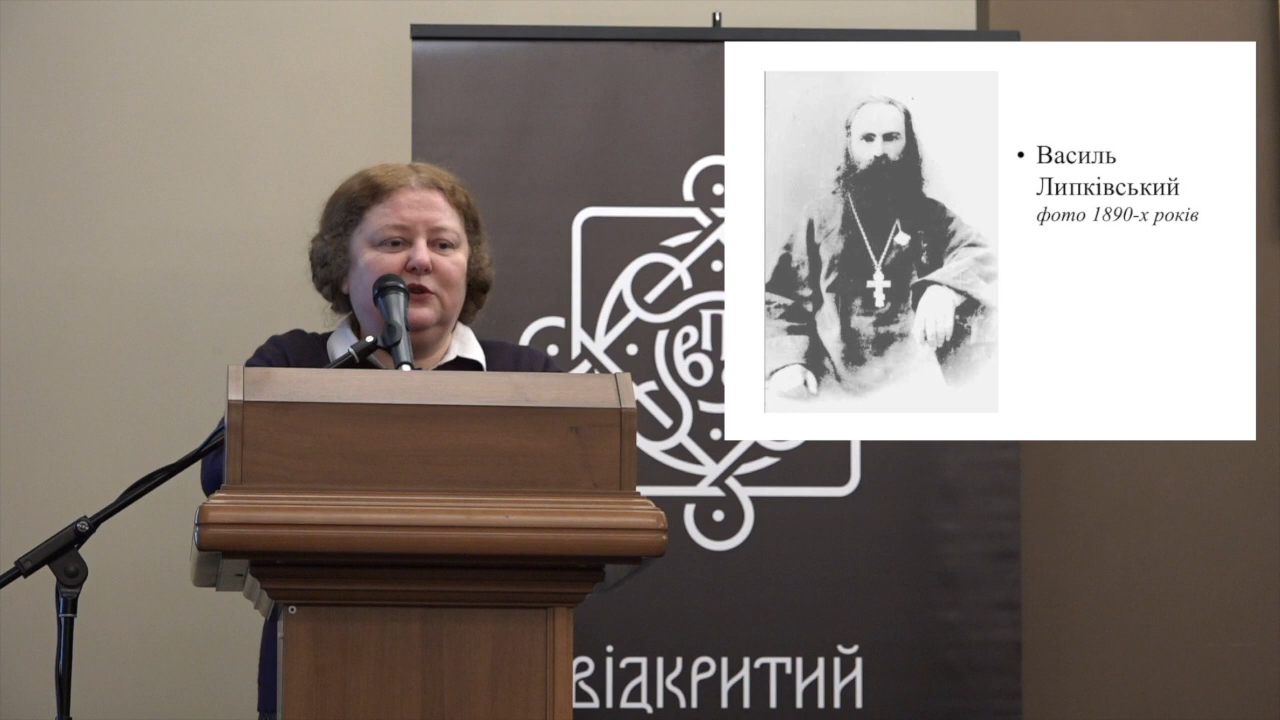 • Василь
Липківський
фото 1890-х років
відкритий